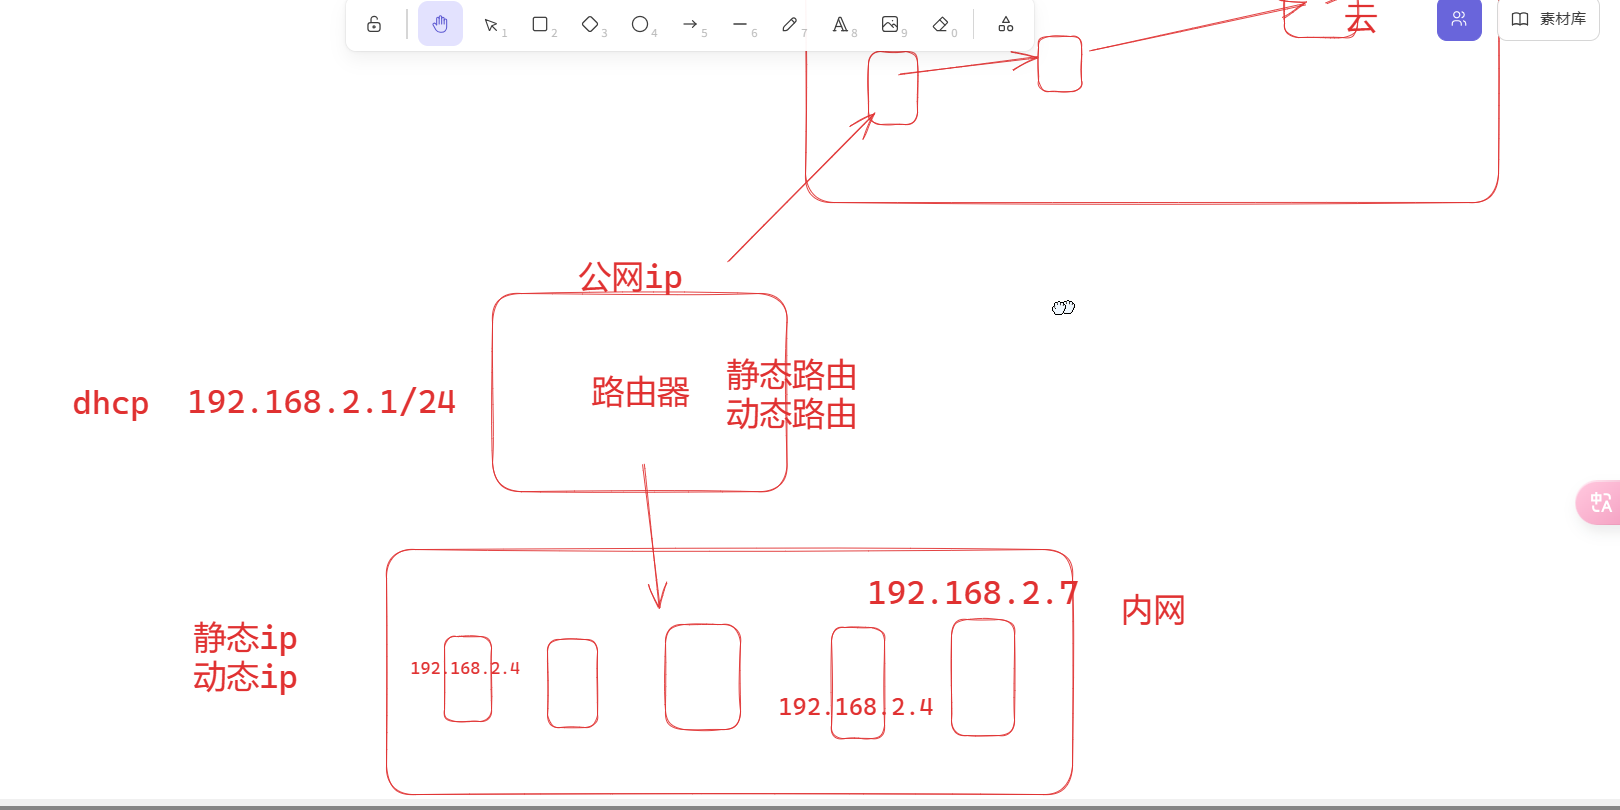 1
2
3
4
5
6
7
A 8
9
0
素材库
去
公网ip
静态路由
路由器
动态路由
dhcp 192.168.2.1/24
192.168.2.7
内网
静态ip
动态ip
192.168.2.4
192.168.2.4
中A